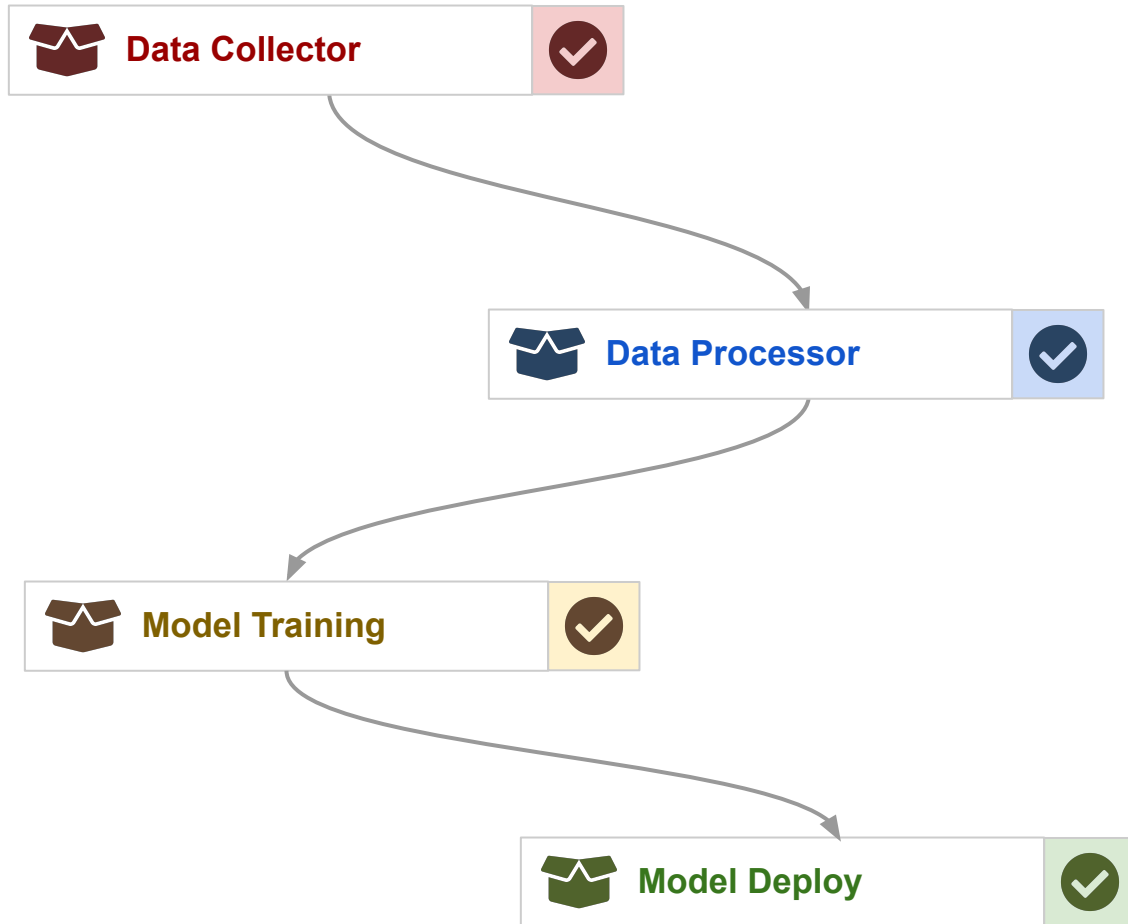 Data Collector
Data Processor
Model Training
Model Deploy